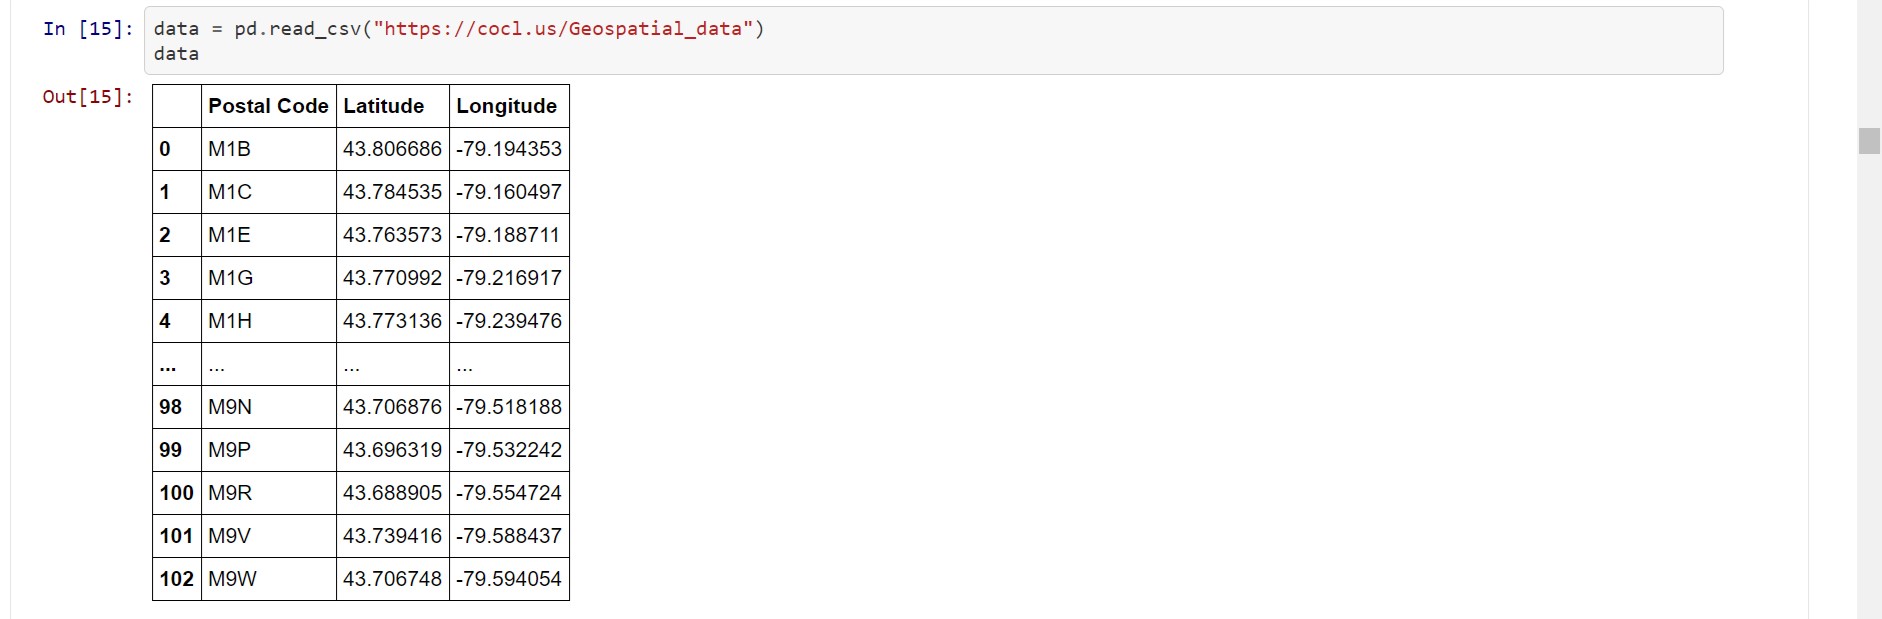 In [15]: data = pd.read_csv("https://cocl.us/Geospatial_data")
data
Out[15]:
Postal Code Latitude Longitude
0 M1B 43.806686 -79.194353
1 M1C 43.784535 -79.160497
2 M1E 43.763573 -79.188711
3 M1G 43.770992 -79.216917
4 M1H 43.773136 -79.239476
... ... ... ...
98 M9N 43.706876 -79.518188
99 M9P 43.696319 -79.532242
100 M9R 43.688905 -79.554724
101 M9V 43.739416 -79.588437
102 M9W 43.706748 -79.594054